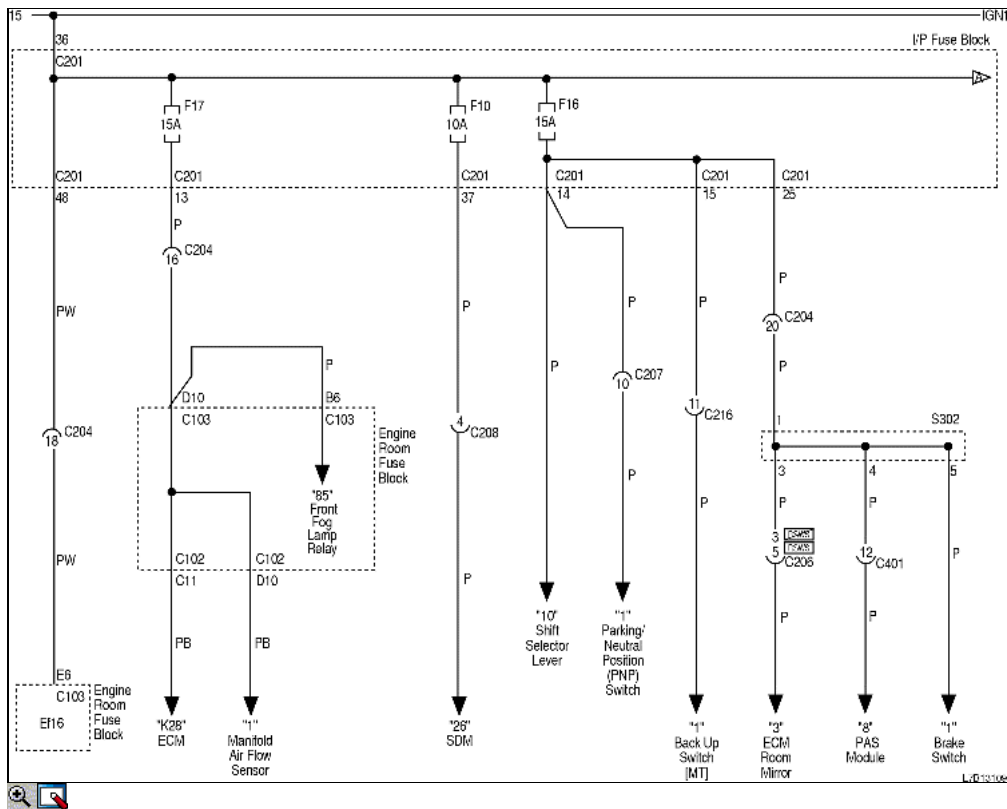 15
IGN1
36
I/P Fuse Block
C201
A
F17
F10
F16
15A
10A
15A
C201
C201
C201
C201
C201
C201
48
13
37
14
15
25
P
16
C204
PW
P
P
P
P
20
C204
P
P
P
10
C207
D10
B6
11
C216
C103
C103
18
C204
4
C208
1
S302
Engine
Room
Fuse
Block
3
4
5
"85"
Front
Fog
Lamp
Relay
P
P
P
P
3
5
C206
12
C401
PW
C102
C102
P
P
C11
D10
P
P
PB
PB
"10"
Shift
Selector
Lever
"1"
Parking/
Neutral
Position
(PNP)
Switch
E6
C103
Engine
Room
Fuse
Block
Ef16
"K28"
ECM
"1"
Manifold
Air Flow
Sensor
"26"
SDM
"1"
Back Up
Switch
[MT]
"3"
ECM
Room
Mirror
"8"
PAS
Module
"1"
Brake
Switch